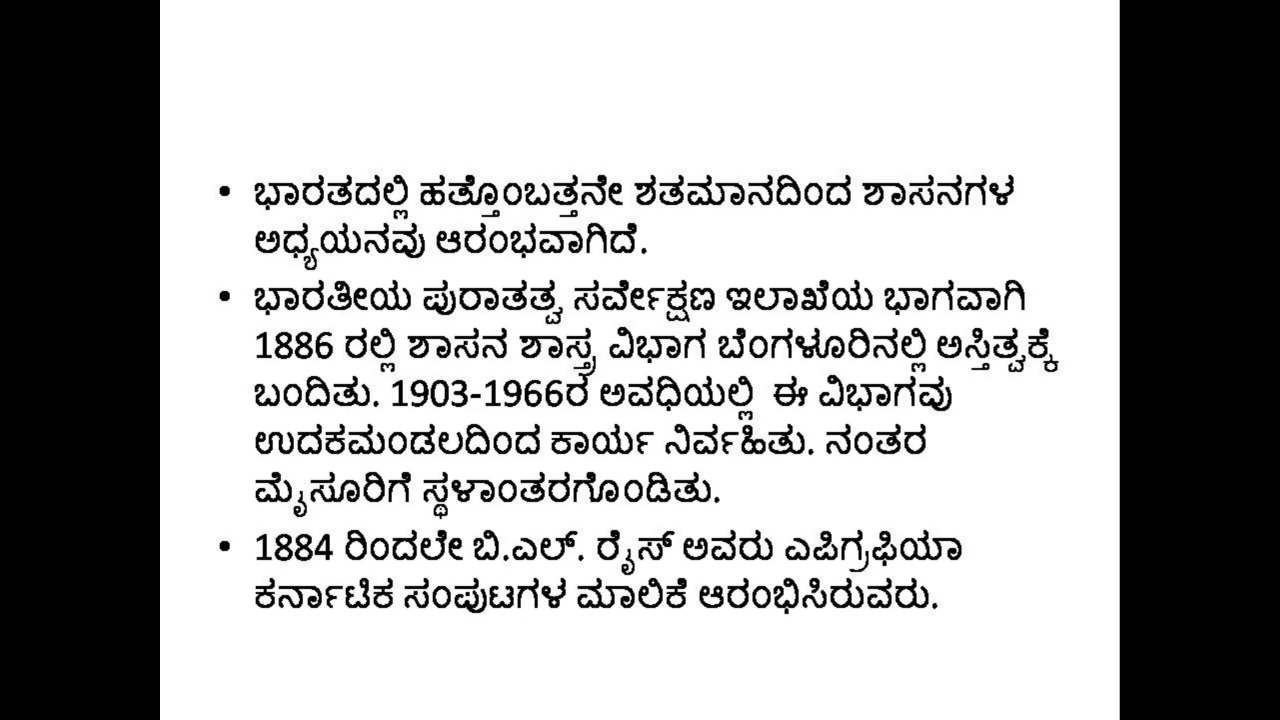 • ಭಾರತದಲ್ಲಿ ಹತ್ತೊಂಬತ್ತನೇ ಶತಮಾನದಿಂದ ಶಾಸನಗಳ
ಅಧ್ಯಯನವು ಆರಂಭವಾಗಿದೆ.
• ಭಾರತೀಯ ಪುರಾತತ್ವ ಸರ್ವೇಕ್ಷಣ ಇಲಾಖೆಯ ಭಾಗವಾಗಿ
1886 ರಲ್ಲಿ ಶಾಸನ ಶಾಸ್ತ್ರ ವಿಭಾಗ ಬೆಂಗಳೂರಿನಲ್ಲಿ ಅಸ್ತಿತ್ವಕ್ಕೆ
ಬಂದಿತು. 1903-1966ರ ಅವಧಿಯಲ್ಲಿ ಈ ವಿಭಾಗವು
ಉದಕಮಂಡಲದಿಂದ ಕಾರ್ಯ ನಿರ್ವಹಿತು. ನಂತರ
ಮೈಸೂರಿಗೆ ಸ್ಥಳಾಂತರಗೊಂಡಿತು.
• 1884 ರಿಂದಲೇ ಬಿ.ಎಲ್. ರೈಸ್ ಅವರು ಎಪಿಗ್ರಫಿಯಾ
ಕರ್ನಾಟಿಕ ಸಂಪುಟಗಳ ಮಾಲಿಕೆ ಆರಂಭಿಸಿರುವರು.